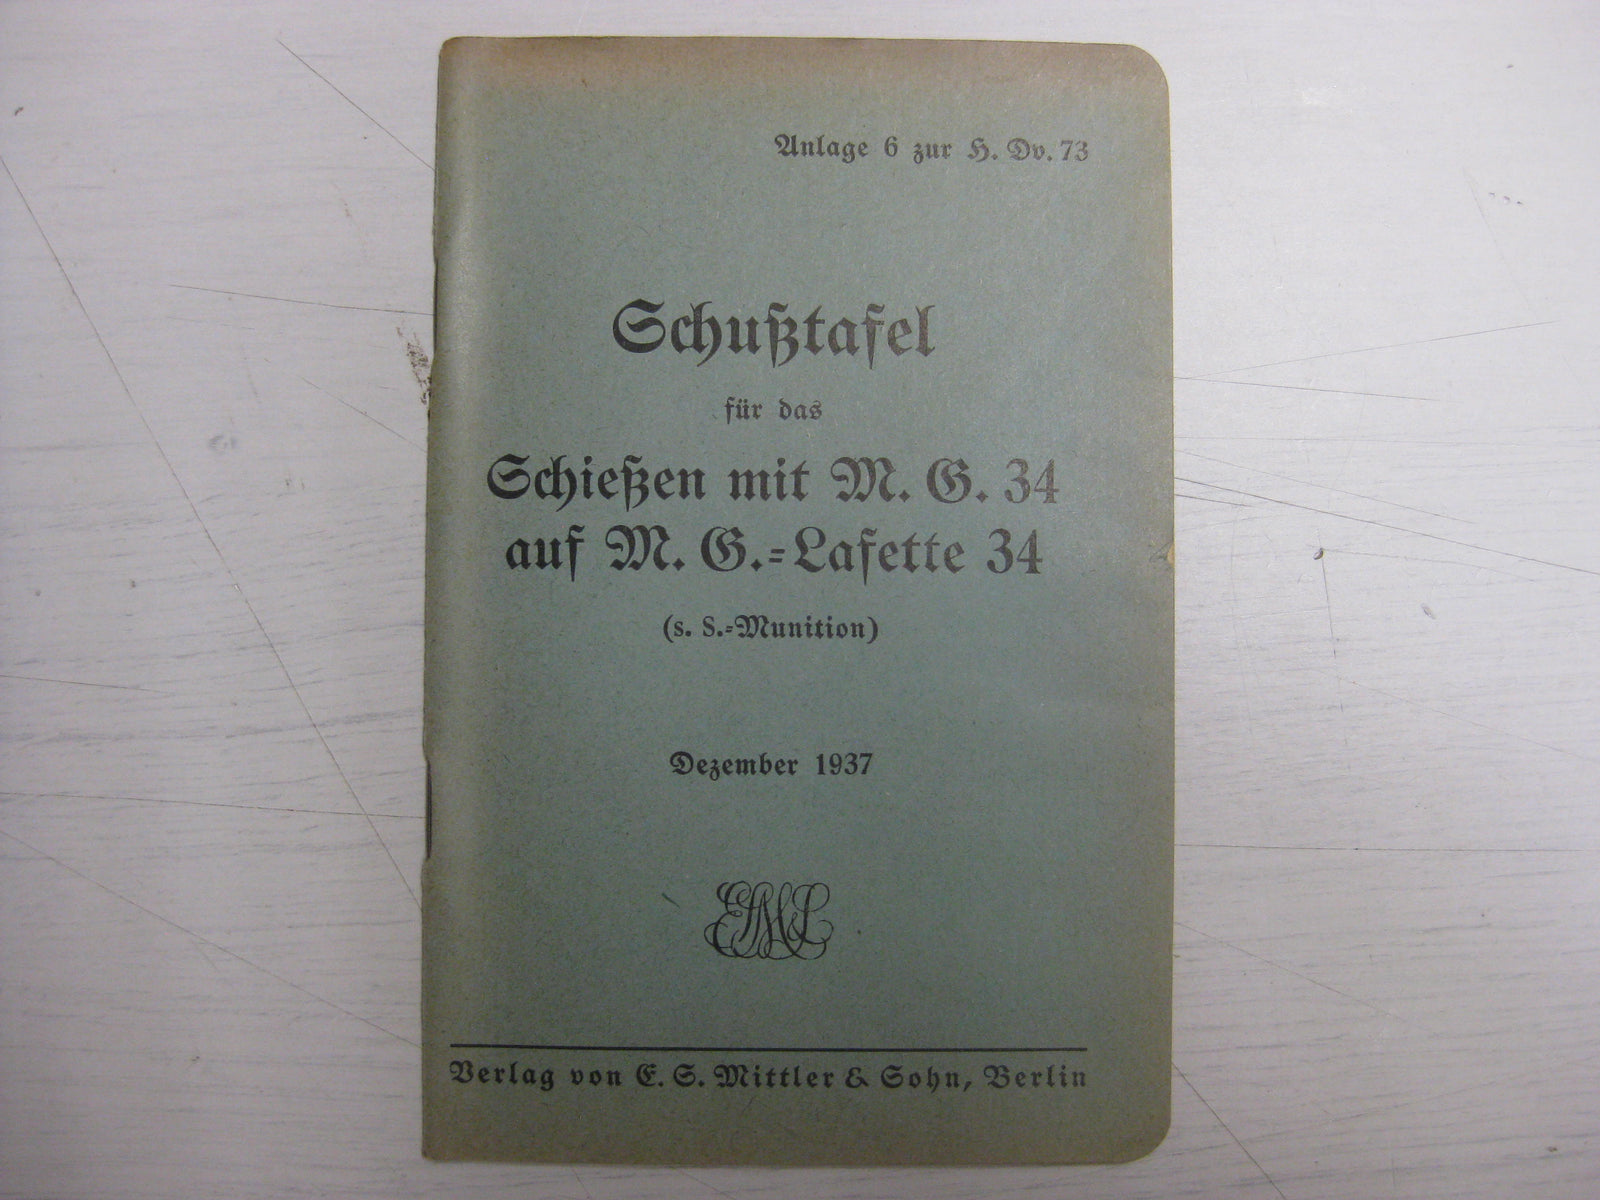 Anlage 6 zur H. Dv. 73
Schußtafel
für das
Schießen mit M. G. 34
auf M. G.=Lafette 34
(s. S.=Munition)
Dezember 1937
Verlag von E. S. Mittler & Sohn, Berlin